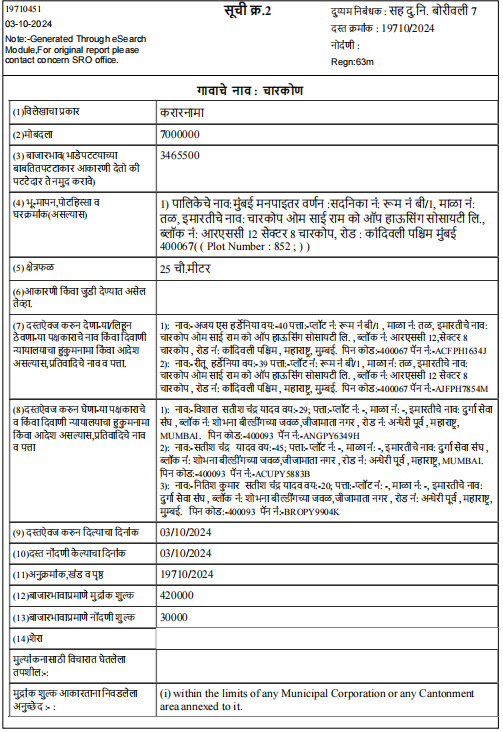 19710451
03-10-2024
Note:-Generated Through eSearch
Module,For original report please
contact concern SRO office.
सूची क्र.2
दुय्यम निबंधक : सह दु.नि. बोरीवली 7
दस्त क्रमांक : 19710/2024
नोदंणी :
Regn:63m
गावाचे नाव : चारकोण
(1)विलेखाचा प्रकार
करारनामा
(2)मोबदला
7000000
(3) बाजारभाव(भाडेपटटयाच्या
बाबतितपटटाकार आकारणी देतो की
पटटेदार ते नमुद करावे)
3465500
(4) भू-मापन,पोटहिस्सा व
घरक्रमांक(असल्यास)
1) पालिकेचे नाव:मुंबई मनपाइतर वर्णन :सदनिका नं: रूम नं बी/1, माळा नं:
तळ, इमारतीचे नाव: चारकोप ओम साई राम को ऑप हाऊसिंग सोसायटी लि.,
ब्लॉक नं: आरएससी 12 सेक्टर 8 चारकोप, रोड : कांदिवली पश्चिम मुंबई
400067( ( Plot Number : 852 ; ) )
(5) क्षेत्रफळ
25 चौ.मीटर
(6)आकारणी किंवा जुडी देण्यात असेल
तेव्हा.
(7) दस्तऐवज करुन देणा-या/लिहून
ठेवणा-या पक्षकाराचे नाव किंवा दिवाणी
न्यायालयाचा हुकुमनामा किंवा आदेश
असल्यास,प्रतिवादिचे नाव व पत्ता.
1): नाव:-अजय एस हर्डेनिया वय:-40 पत्ता:-प्लॉट नं: रूम नं बी/1 , माळा नं: तळ, इमारतीचे नाव:
चारकोप ओम साई राम को ऑप हाऊसिंग सोसायटी लि. , ब्लॉक नं: आरएससी 12,सेक्टर 8
चारकोप , रोड नं: कांदिवली पश्चिम , महाराष्ट्र, मुम्बई. पिन कोड:-400067 पॅन नं:-ACFPH1634J
2): नाव:-रीतू हर्डेनिया वय:-39 पत्ता:-प्लॉट नं: रूम नं बी/1 , माळा नं: तळ, इमारतीचे नाव:
चारकोप ओम साई राम को ऑप हाऊसिंग सोसायटी लि. , ब्लॉक नं: आरएससी 12 सेक्टर 8
चारकोप , रोड नं: कांदिवली पश्चिम , महाराष्ट्र, मुम्बई. पिन कोड:-400067 पॅन नं:-AJFPH7854M
(8)दस्तऐवज करुन घेणा-या पक्षकाराचे
व किंवा दिवाणी न्यायालयाचा हुकुमनामा
किंवा आदेश असल्यास,प्रतिवादिचे नाव
व पत्ता
1): नाव:-विशाल सतीश चंद्र यादव वय:-29; पत्ता:-प्लॉट नं: -, माळा नं: -, इमारतीचे नाव: दुर्गा सेवा
संघ , ब्लॉक नं: शोभना बील्डींगच्या जवळ,जीजामाता नगर , रोड नं: अन्धेरी पूर्व , महाराष्ट्र,
MUMBAI. पिन कोड:-400093 पॅन नं:-ANGPY6349H
2): नाव:-सतीश चंद्र यादव वय:-45; पत्ता:-प्लॉट नं: -, माळा नं: -, इमारतीचे नाव: दुर्गा सेवा संघ ,
ब्लॉक नं: शोभना बील्डींगच्या जवळ,जीजामाता नगर , रोड नं: अन्धेरी पूर्व , महाराष्ट्र, MUMBAI.
पिन कोड:-400093 पॅन नं:-ACUPY5883B
3): नाव:-नितिश कुमार सतीश चंद्र यादव वय:-20; पत्ता:-प्लॉट नं: -, माळा नं: -, इमारतीचे नाव:
दुर्गा सेवा संघ , ब्लॉक नं: शोभना बील्डींगच्या जवळ,जीजामाता नगर , रोड नं: अन्धेरी पूर्व , महाराष्ट्र,
मुम्बई. पिन कोड:-400093 पॅन नं:-BROPY9904K
(9) दस्तऐवज करुन दिल्याचा दिनांक
03/10/2024
(10)दस्त नोंदणी केल्याचा दिनांक
03/10/2024
(11)अनुक्रमांक,खंड व पृष्ठ
19710/2024
(12)बाजारभावाप्रमाणे मुद्रांक शुल्क
420000
(13)बाजारभावाप्रमाणे नोंदणी शुल्क
30000
(14)शेरा
मुल्यांकनासाठी विचारात घेतलेला
तपशील:-:
मुद्रांक शुल्क आकारताना निवडलेला
अनुच्छेद :- :
(i) within the limits of any Municipal Corporation or any Cantonment
area annexed to it.